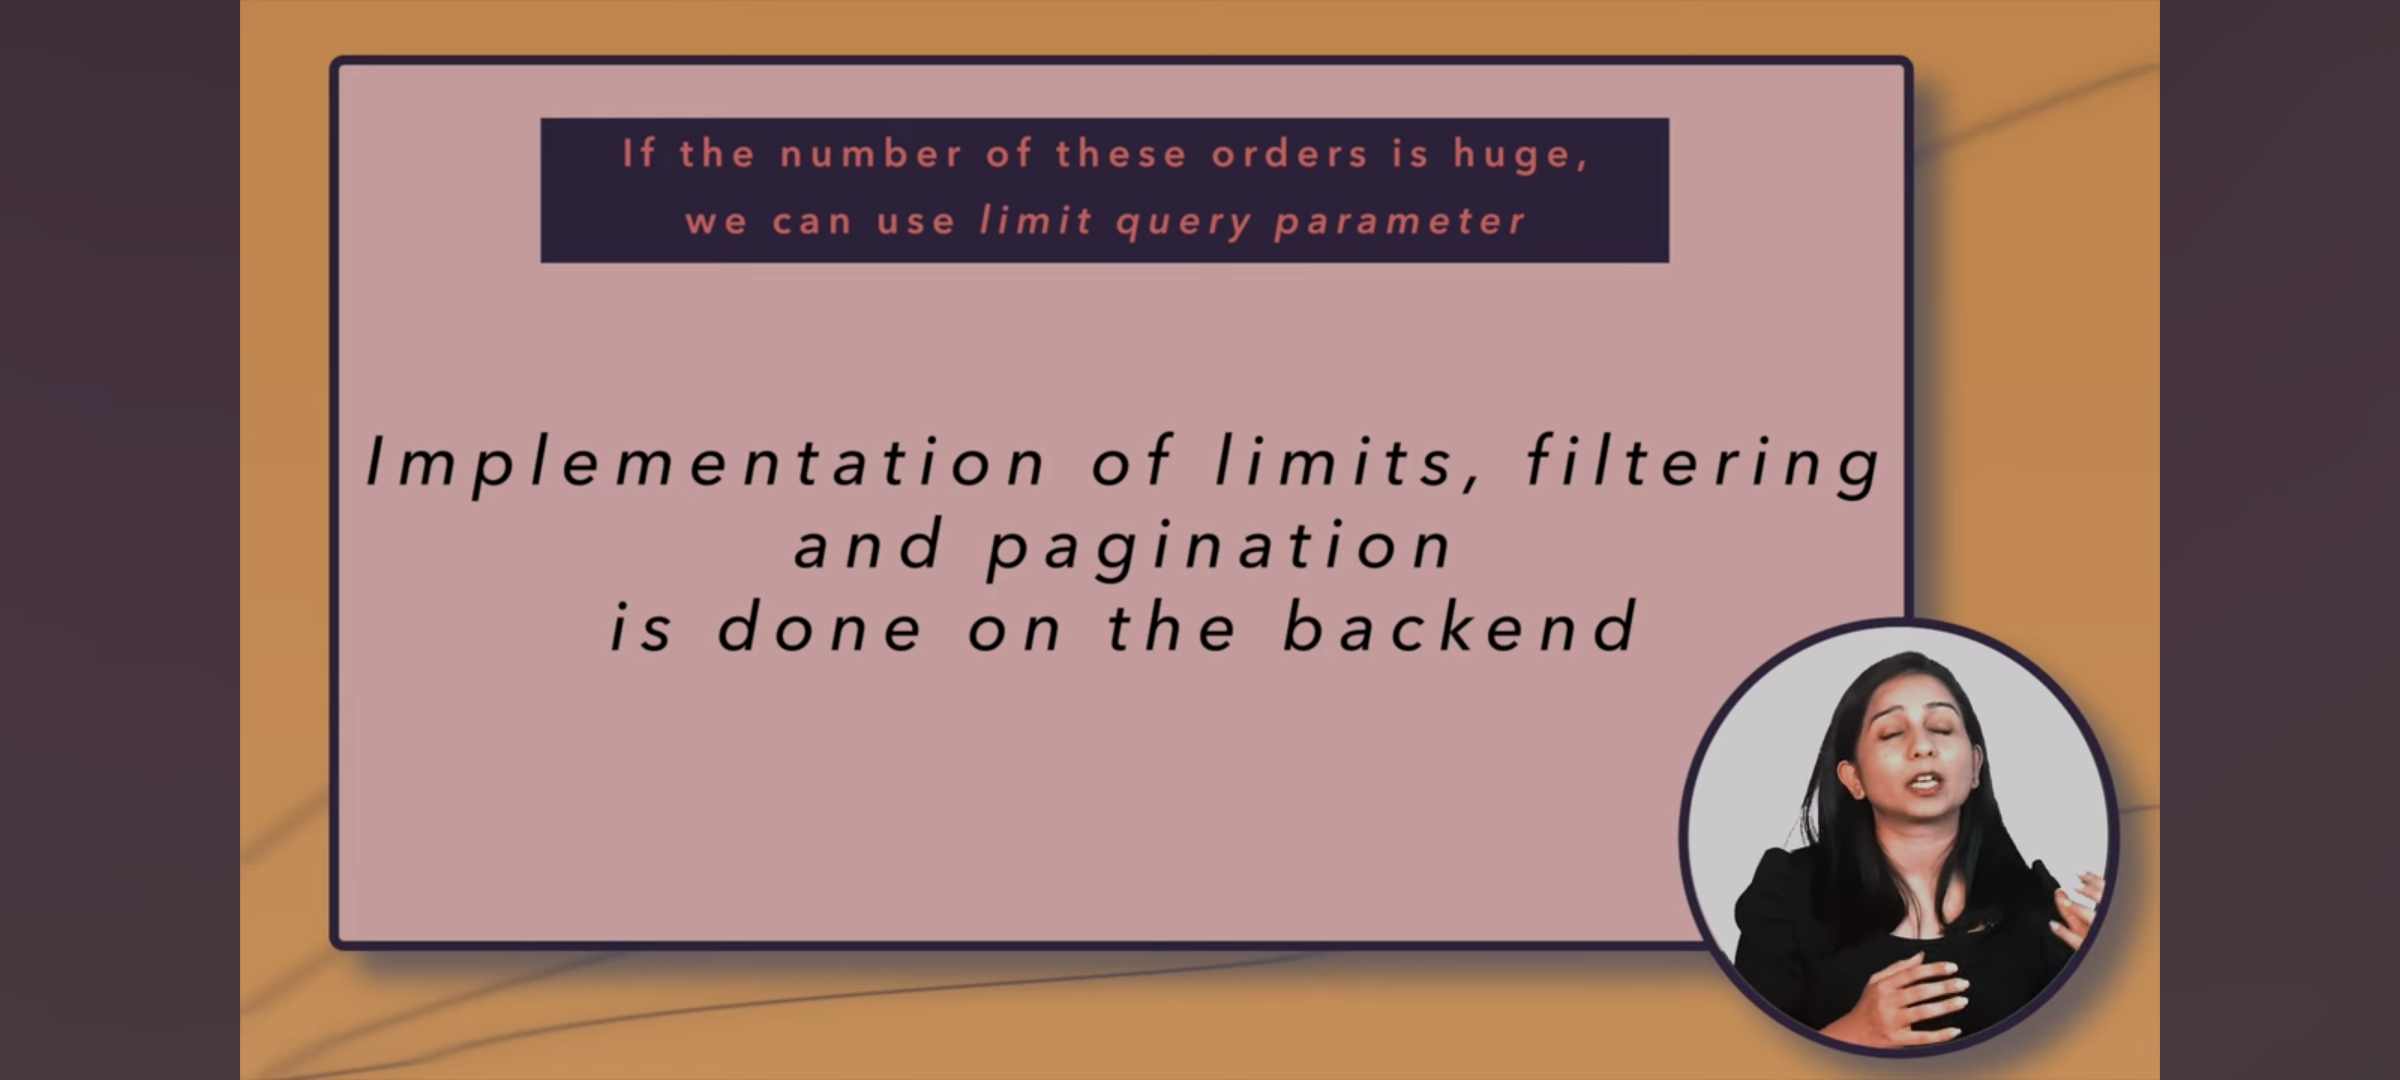 If the number of these orders is huge,
we can use limit query parameter
Implementation of limits, filtering
and pagination
is done on the backend